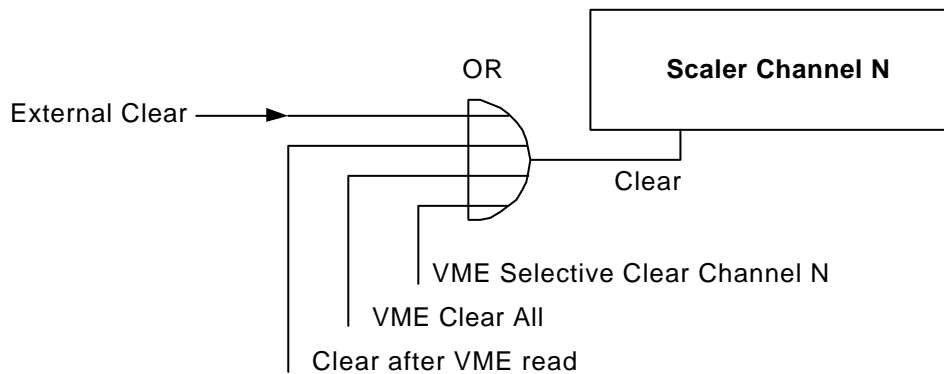 OR
Scaler Channel N
External Clear
Clear
VME Selective Clear Channel N
VME Clear All
Clear after VME read